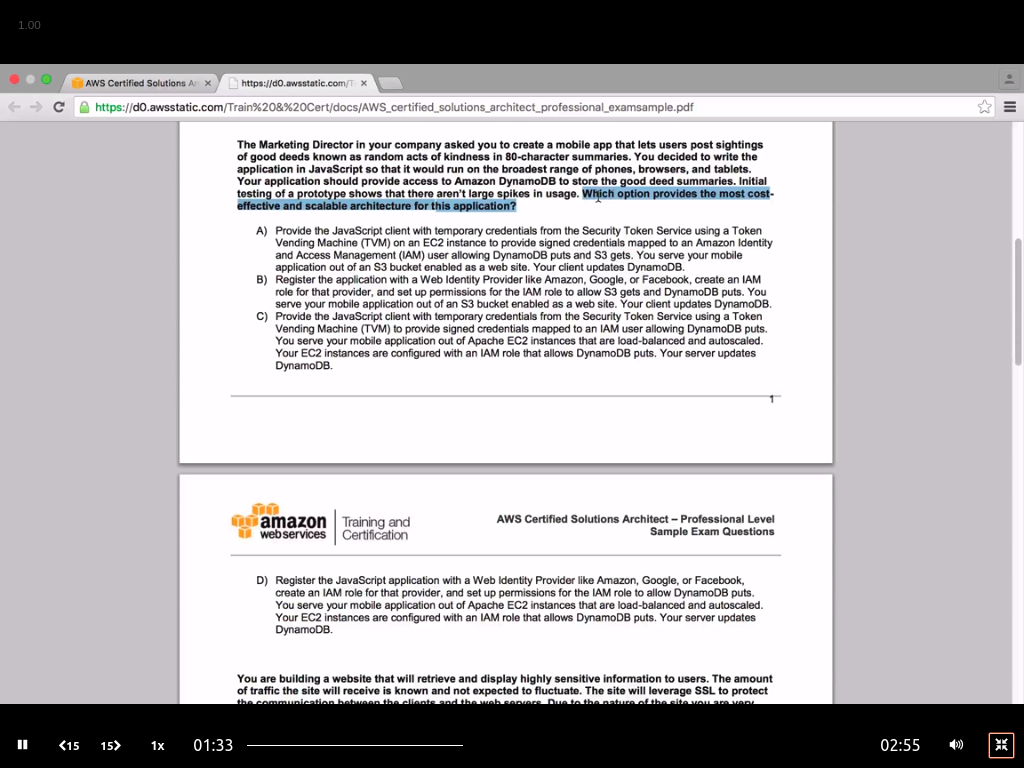 1.00
AWS Certified Solutions Ar
https://d0.awsstatic.com/T
https://d0.awsstatic.com/Train%20&%20Cert/docs/AWS_certified_solutions_architect_professional_examsample.pdf
The Marketing Director in your company asked you to create a mobile app that lets users post sightings
of good deeds known as random acts of kindness in 80-character summaries. You decided to write the
application in JavaScript so that it would run on the broadest range of phones, browsers, and tablets.
Your application should provide access to Amazon DynamoDB to store the good deed summaries. Initial
testing of a prototype shows that there aren't large spikes in usage. Which option provides the most cost-
effective and scalable architecture for this application?
A) Provide the JavaScript client with temporary credentials from the Security Token Service using a Token
Vending Machine (TVM) on an EC2 instance to provide signed credentials mapped to an Amazon Identity
and Access Management (IAM) user allowing DynamoDB puts and S3 gets. You serve your mobile
application out of an S3 bucket enabled as a web site. Your client updates DynamoDB.
B) Register the application with a Web Identity Provider like Amazon, Google, or Facebook, create an IAM
role for that provider, and set up permissions for the IAM role to allow S3 gets and DynamoDB puts. You
serve your mobile application out of an S3 bucket enabled as a web site. Your client updates DynamoDB.
C) Provide the JavaScript client with temporary credentials from the Security Token Service using a Token
Vending Machine (TVM) to provide signed credentials mapped to an IAM user allowing DynamoDB puts.
You serve your mobile application out of Apache EC2 instances that are load-balanced and autoscaled.
Your EC2 instances are configured with an IAM role that allows DynamoDB puts. Your server updates
DynamoDB.
1
amazon
webservices
Training and
Certification
AWS Certified Solutions Architect – Professional Level
Sample Exam Questions
D) Register the JavaScript application with a Web Identity Provider like Amazon, Google, or Facebook,
create an IAM role for that provider, and set up permissions for the IAM role to allow DynamoDB puts.
You serve your mobile application out of Apache EC2 instances that are load-balanced and autoscaled.
Your EC2 instances are configured with an IAM role that allows DynamoDB puts. Your server updates
DynamoDB.
You are building a website that will retrieve and display highly sensitive information to users. The amount
of traffic the site will receive is known and not expected to fluctuate. The site will leverage SSL to protect
the communication between the clients and the web servers. Due to the nature of the site you are very
15
15
1x
01:33
02:55